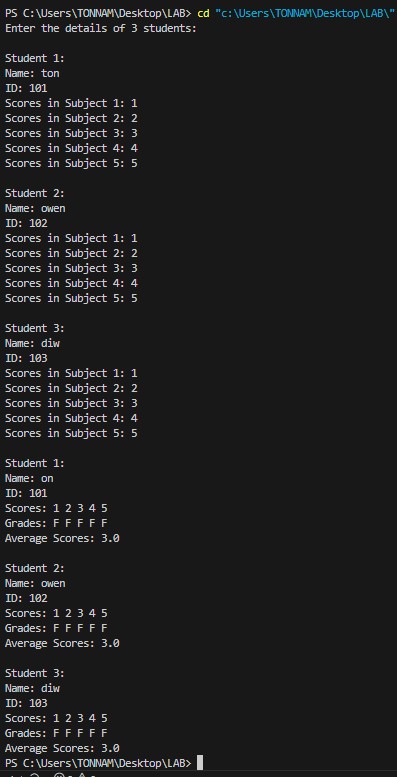 PS C:\Users\TONNAM\Desktop\LAB> cd "c:\Users\TONNAM\Desktop\LAB\"
Enter the details of 3 students:

Student 1:
Name: ton
ID: 101
Scores in Subject 1: 1
Scores in Subject 2: 2
Scores in Subject 3: 3
Scores in Subject 4: 4
Scores in Subject 5: 5

Student 2:
Name: owen
ID: 102
Scores in Subject 1: 1
Scores in Subject 2: 2
Scores in Subject 3: 3
Scores in Subject 4: 4
Scores in Subject 5: 5

Student 3:
Name: diw
ID: 103
Scores in Subject 1: 1
Scores in Subject 2: 2
Scores in Subject 3: 3
Scores in Subject 4: 4
Scores in Subject 5: 5

Student 1:
Name: on
ID: 101
Scores: 1 2 3 4 5
Grades: F F F F F
Average Scores: 3.0

Student 2:
Name: owen
ID: 102
Scores: 1 2 3 4 5
Grades: F F F F F
Average Scores: 3.0

Student 3:
Name: diw
ID: 103
Scores: 1 2 3 4 5
Grades: F F F F F
Average Scores: 3.0
PS C:\Users\TONNAM\Desktop\LAB>